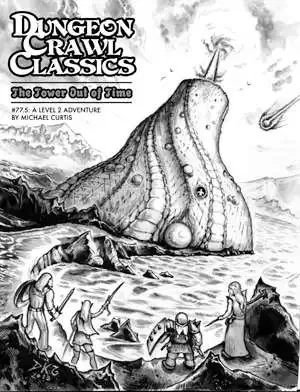 DUNGEON
CRAWL
CLASSICS
The Tower Out of Time
#77.5: A LEVEL 2 ADVENTURE
BY MICHAEL CURTIS